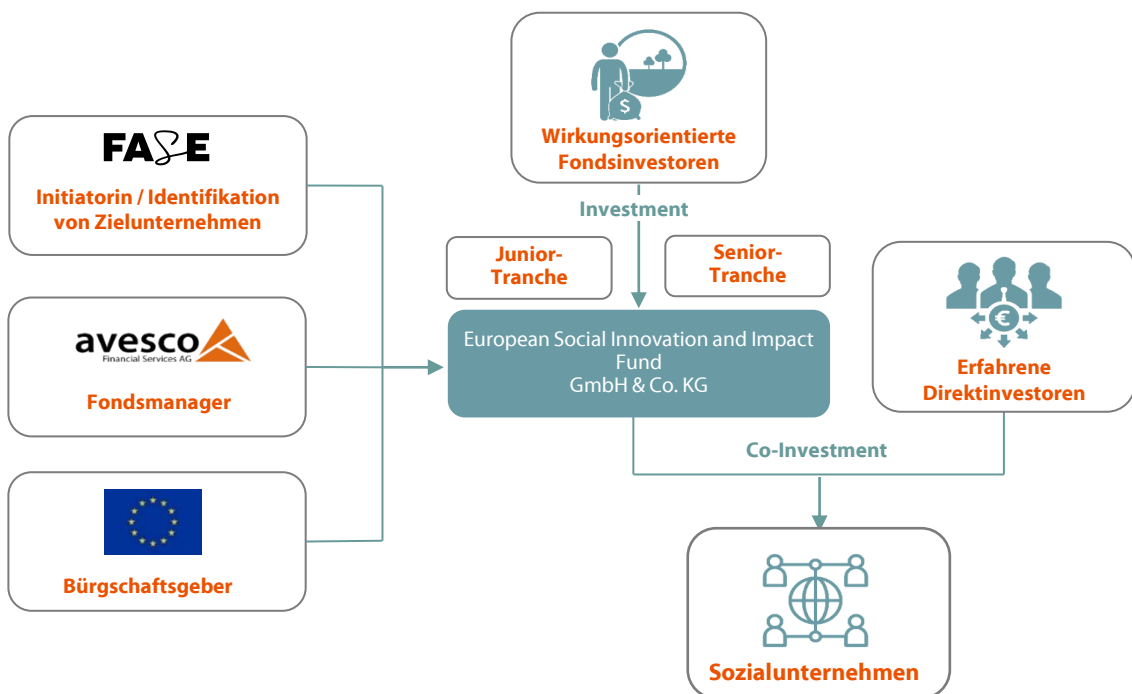 FASE
Initiatorin / Identifikation
von Zielunternehmen
avesco
Financial Services AG
Fondsmanager
Bürgschaftsgeber
$
Wirkungsorientierte
Fondsinvestoren
Investment
Junior-
Tranche
Senior-
Tranche
European Social Innovation and Impact
Fund
GmbH & Co. KG
€
Erfahrene
Direktinvestoren
Co-Investment
Sozialunternehmen